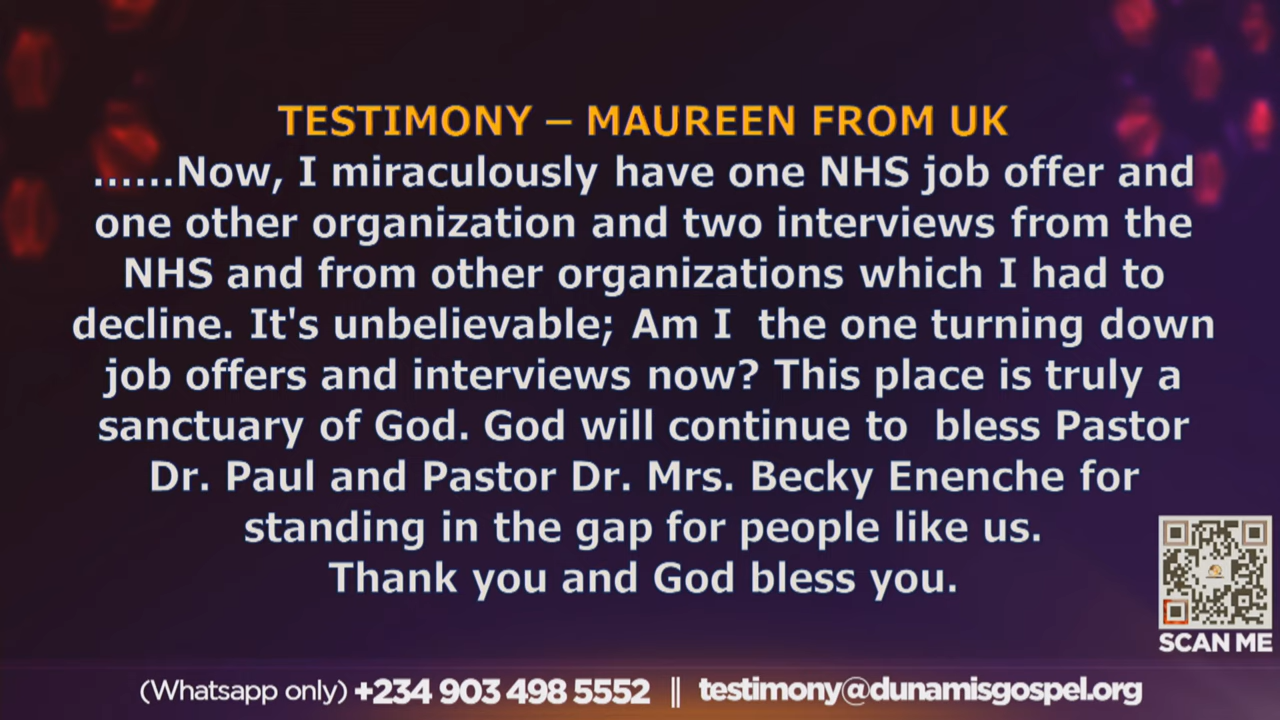 TESTIMONY – MAUREEN FROM UK
......Now, I miraculously have one NHS job offer and
one other organization and two interviews from the
NHS and from other organizations which I had to
decline. It's unbelievable; Am I  the one turning down
job offers and interviews now? This place is truly a
sanctuary of God. God will continue to  bless Pastor
Dr. Paul and Pastor Dr. Mrs. Becky Enenche for
standing in the gap for people like us.
Thank you and God bless you.
SCAN ME
(Whatsapp only) +234 903 498 5552 || testimony@dunamisgospel.org